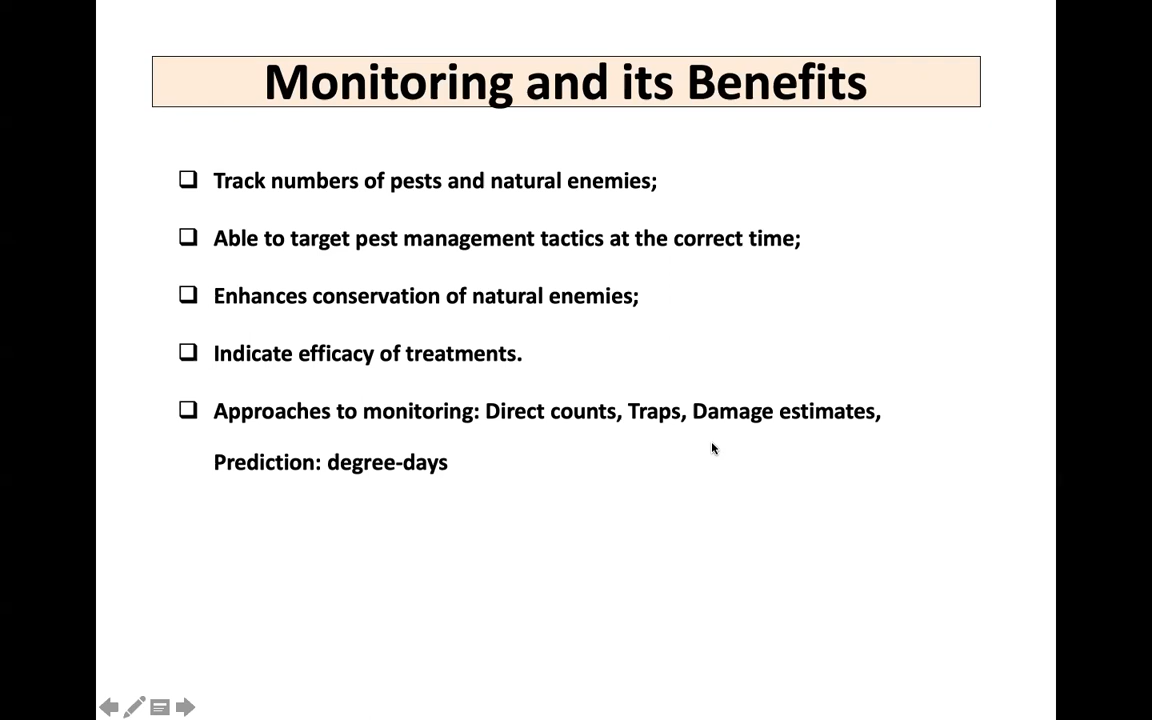 Monitoring and its Benefits
Track numbers of pests and natural enemies;
Able to target pest management tactics at the correct time;
Enhances conservation of natural enemies;
Indicate efficacy of treatments.
Approaches to monitoring: Direct counts, Traps, Damage estimates,
Prediction: degree-days